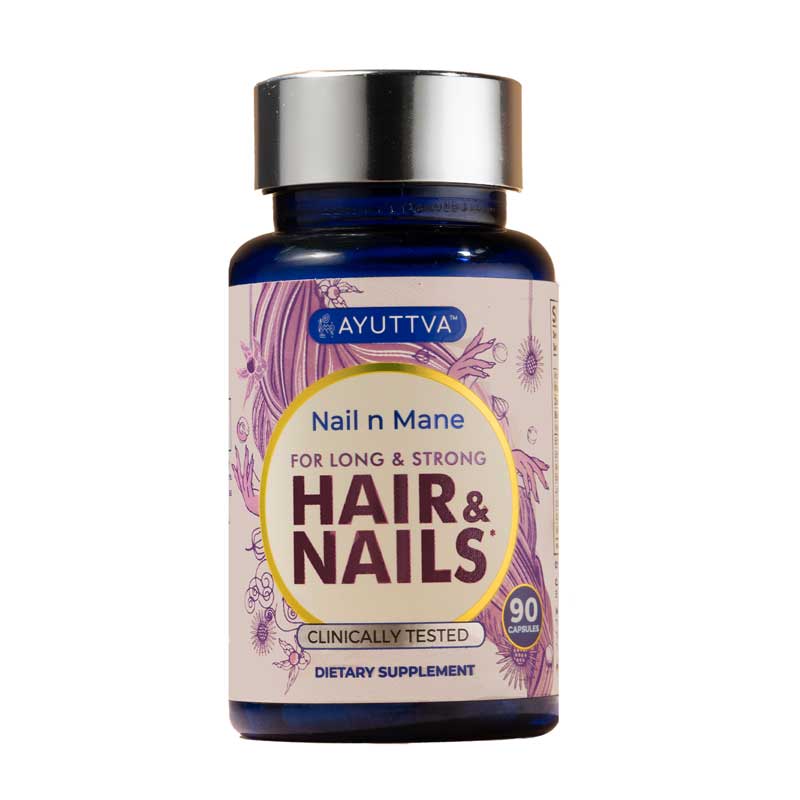 AYUTTVA™
Nail n Mane
FOR LONG & STRONG
HAIR &
NAILS*
90
CAPSULES
CLINICALLY TESTED
DIETARY SUPPLEMENT